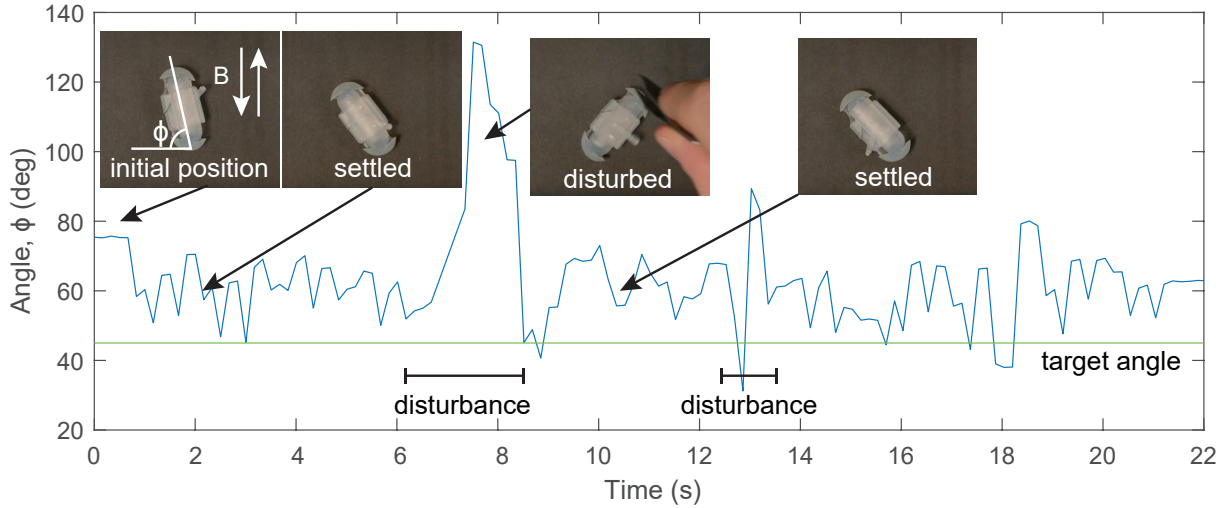 140
120
100
80
60
40
20
Angle, ϕ (deg)
B
ϕ
initial position
settled
disturbed
settled
target angle
disturbance
disturbance
0 2 4 6 8 10 12 14 16 18 20 22
Time (s)